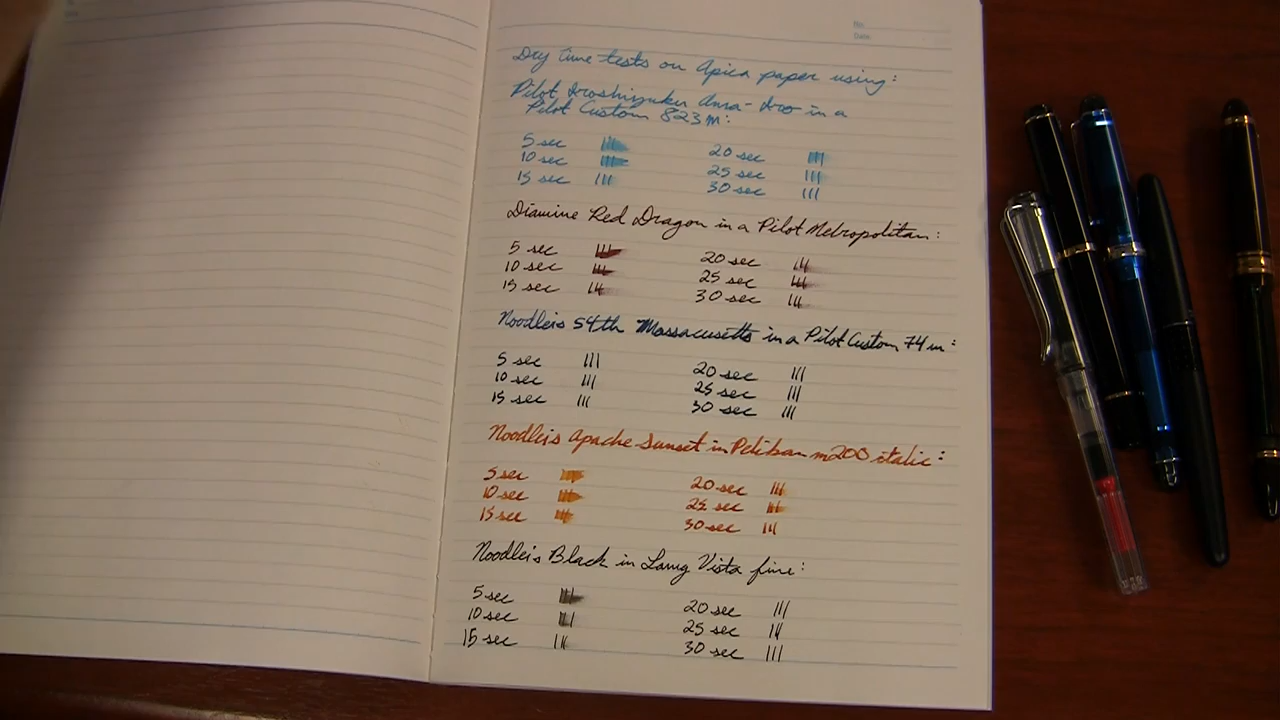 No.
Date
Dry time tests on Apica paper using:
Pilot Iroshizuku Ama-Iro in a
Pilot Custom 823 m:
5 sec 20 sec
10 sec 25 sec
15 sec 30 sec
Diamine Red Dragon in a Pilot Metropolitan:
5 sec 20 sec
10 sec 25 sec
15 sec 30 sec
Noodler's 54th Massacusetts in a Pilot Custom 74 m:
5 sec 20 sec
10 sec 25 sec
15 sec 30 sec
Noodler's Apache Sunset in Pelikan m200 italic:
5 sec 20 sec
10 sec 25 sec
15 sec 30 sec
Noodler's Black in Lamy Vista fine:
5 sec 20 sec
10 sec 25 sec
15 sec 30 sec